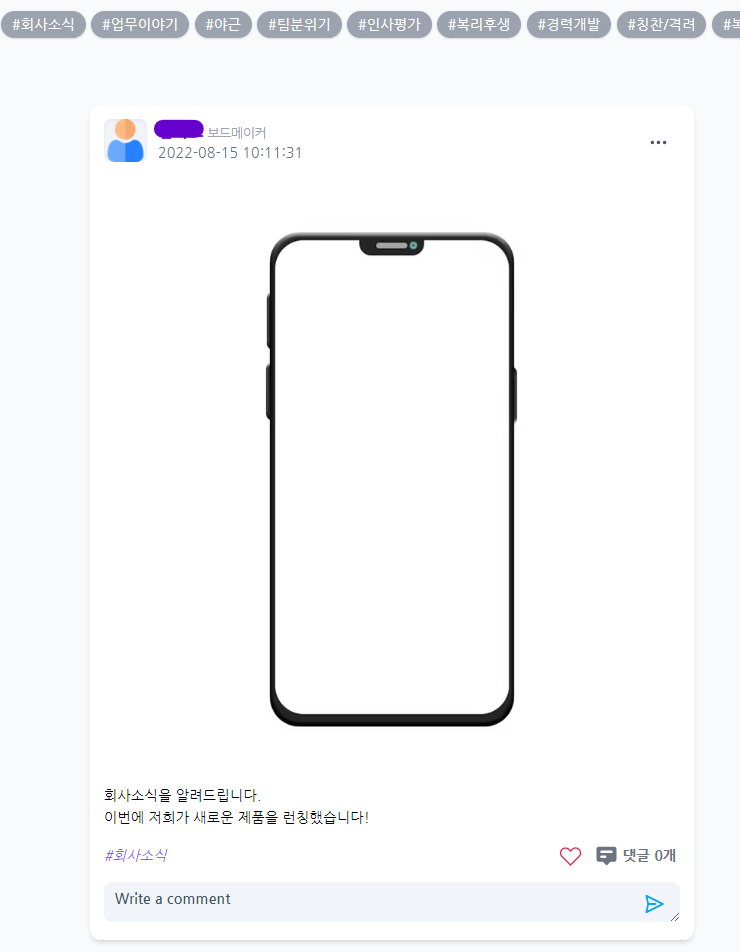 #회사소식 #업무이야기 #야근 #팀분위기 #인사평가 #복리후생 #경력개발 #칭찬/격려
보드메이커
2022-08-15 10:11:31
회사소식을 알려드립니다.
이번에 저희가 새로운 제품을 런칭했습니다!
#회사소식 댓글 0개
Write a comment